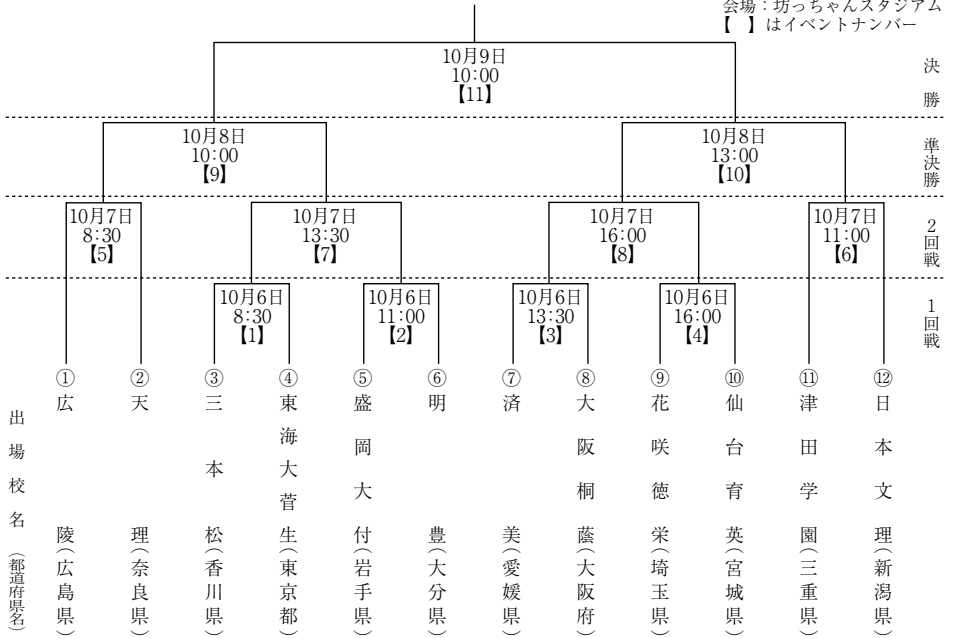 会場：坊っちゃんスタジアム
【　】はイベントナンバー
10月9日
10:00
【11】
決勝
10月8日
10:00
【9】
10月8日
13:00
【10】
準決勝
10月7日
8:30
【5】
10月7日
13:30
【7】
10月7日
16:00
【8】
10月7日
11:00
【6】
2回戦
10月6日
8:30
【1】
10月6日
11:00
【2】
10月6日
13:30
【3】
10月6日
16:00
【4】
1回戦
出場校名（都道府県名）
①広陵（広島県）
②天理（奈良県）
③三本松（香川県）
④東海大菅生（東京都）
⑤盛岡大付（岩手県）
⑥明豊（大分県）
⑦済美（愛媛県）
⑧大阪桐蔭（大阪府）
⑨花咲徳栄（埼玉県）
⑩仙台育英（宮城県）
⑪津田学園（三重県）
⑫日本文理（新潟県）